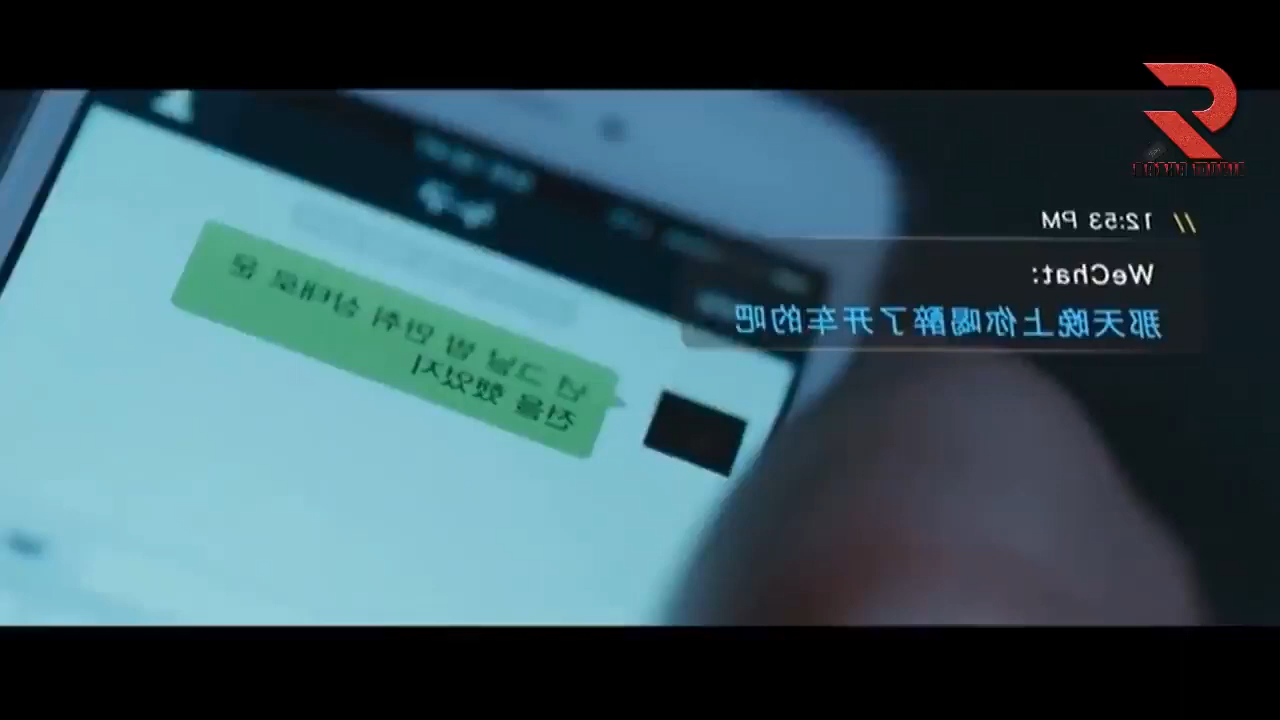 12:53 PM
WeChat:
那天晚上你喝醉了开车的吧
넌 그날 밤 만취 상태로 운
전을 했었지